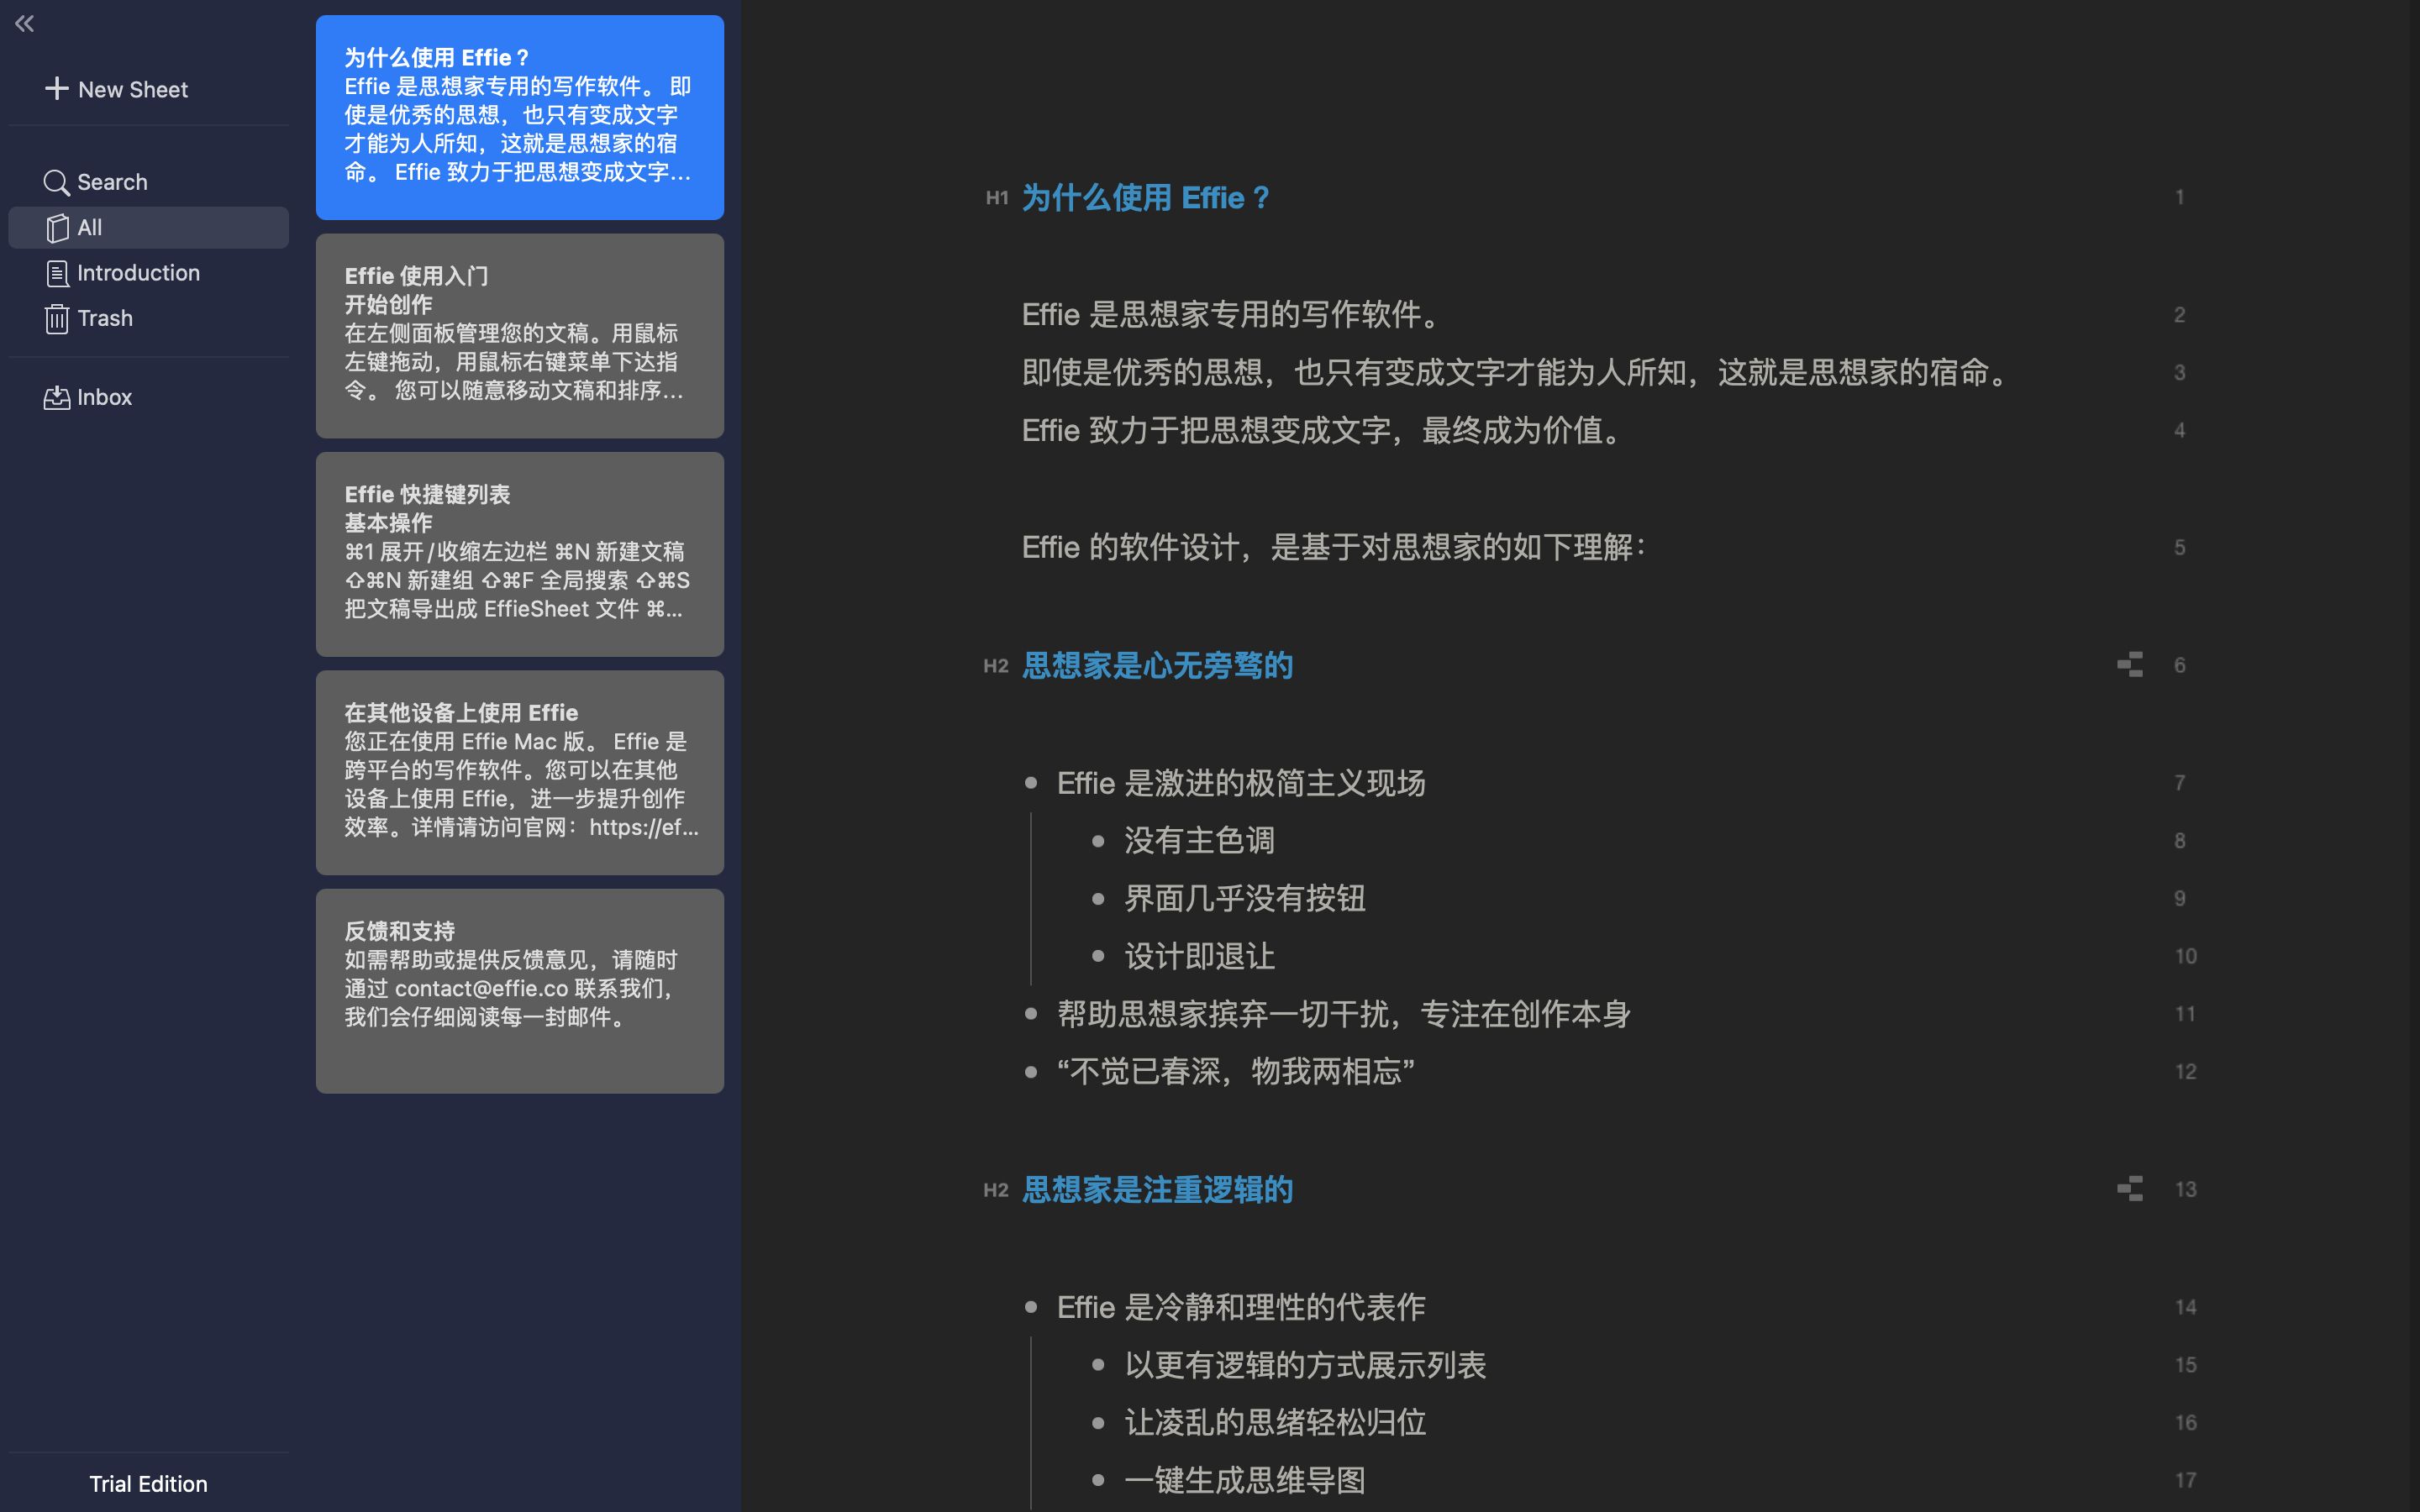 New Sheet
Search
All
Introduction
Trash
Inbox
Trial Edition
为什么使用 Effie？
Effie 是思想家专用的写作软件。 即
使是优秀的思想，也只有变成文字
才能为人所知，这就是思想家的宿
命。 Effie 致力于把思想变成文字...
Effie 使用入门
开始创作
在左侧面板管理您的文稿。用鼠标
左键拖动，用鼠标右键菜单下达指
令。 您可以随意移动文稿和排序...
Effie 快捷键列表
基本操作
⌘1 展开/收缩左边栏 ⌘N 新建文稿
⇧⌘N 新建组 ⇧⌘F 全局搜索 ⇧⌘S
把文稿导出成 EffieSheet 文件 ⌘...
在其他设备上使用 Effie
您正在使用 Effie Mac 版。 Effie 是
跨平台的写作软件。您可以在其他
设备上使用 Effie，进一步提升创作
效率。详情请访问官网：https://ef...
反馈和支持
如需帮助或提供反馈意见，请随时
通过 contact@effie.co 联系我们，
我们会仔细阅读每一封邮件。
H1 为什么使用 Effie？ 1
Effie 是思想家专用的写作软件。 2
即使是优秀的思想，也只有变成文字才能为人所知，这就是思想家的宿命。 3
Effie 致力于把思想变成文字，最终成为价值。 4
Effie 的软件设计，是基于对思想家的如下理解： 5
H2 思想家是心无旁骛的 6
• Effie 是激进的极简主义现场 7
• 没有主色调 8
• 界面几乎没有按钮 9
• 设计即退让 10
• 帮助思想家摈弃一切干扰，专注在创作本身 11
• “不觉已春深，物我两相忘” 12
H2 思想家是注重逻辑的 13
• Effie 是冷静和理性的代表作 14
• 以更有逻辑的方式展示列表 15
• 让凌乱的思绪轻松归位 16
• 一键生成思维导图 17